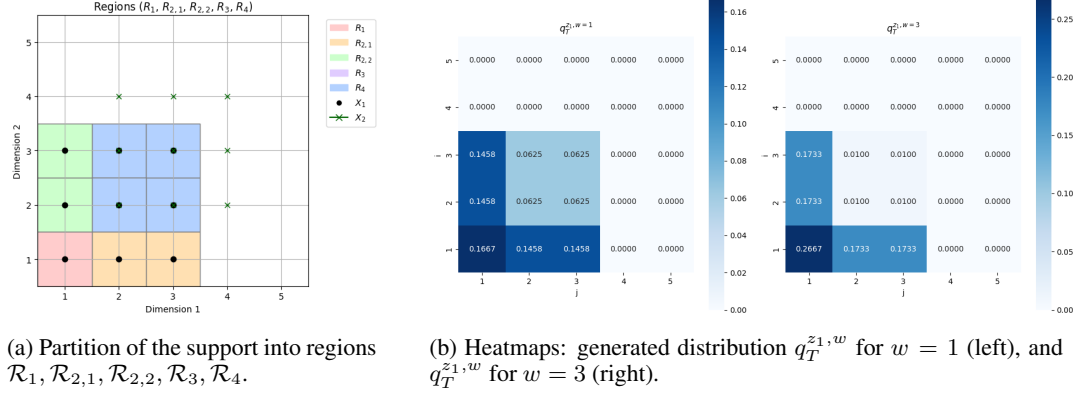 Regions (R₁, R₂,₁, R₂,₂, R₃, R₄)
Dimension 2
5
4
3
2
1
1 2 3 4 5
Dimension 1
R₁
R₂,₁
R₂,₂
R₃
R₄
X₁
X₂
q_T^{z₁,w=1}
i
5 0.0000 0.0000 0.0000 0.0000 0.0000
4 0.0000 0.0000 0.0000 0.0000 0.0000
3 0.1458 0.0625 0.0625 0.0000 0.0000
2 0.1458 0.0625 0.0625 0.0000 0.0000
1 0.1667 0.1458 0.1458 0.0000 0.0000
1 2 3 4 5
j
0.16
0.14
0.12
0.10
0.08
0.06
0.04
0.02
0.00
q_T^{z₁,w=3}
i
5 0.0000 0.0000 0.0000 0.0000 0.0000
4 0.0000 0.0000 0.0000 0.0000 0.0000
3 0.1733 0.0100 0.0100 0.0000 0.0000
2 0.1733 0.0100 0.0100 0.0000 0.0000
1 0.2667 0.1733 0.1733 0.0000 0.0000
1 2 3 4 5
j
0.25
0.20
0.15
0.10
0.05
0.00
(a) Partition of the support into regions
R₁, R₂,₁, R₂,₂, R₃, R₄.
(b) Heatmaps: generated distribution q_T^{z₁,w} for w = 1 (left), and
q_T^{z₁,w} for w = 3 (right).